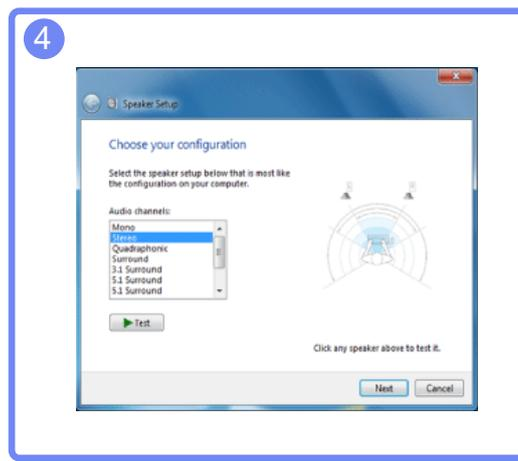 4
Speaker Setup
Choose your configuration
Select the speaker setup below that is most like
the configuration on your computer.
Audio channels:
Mono
Stereo
Quadraphonic
Surround
3.1 Surround
5.1 Surround
5.1 Surround
Test
Click any speaker above to test it.
Next Cancel